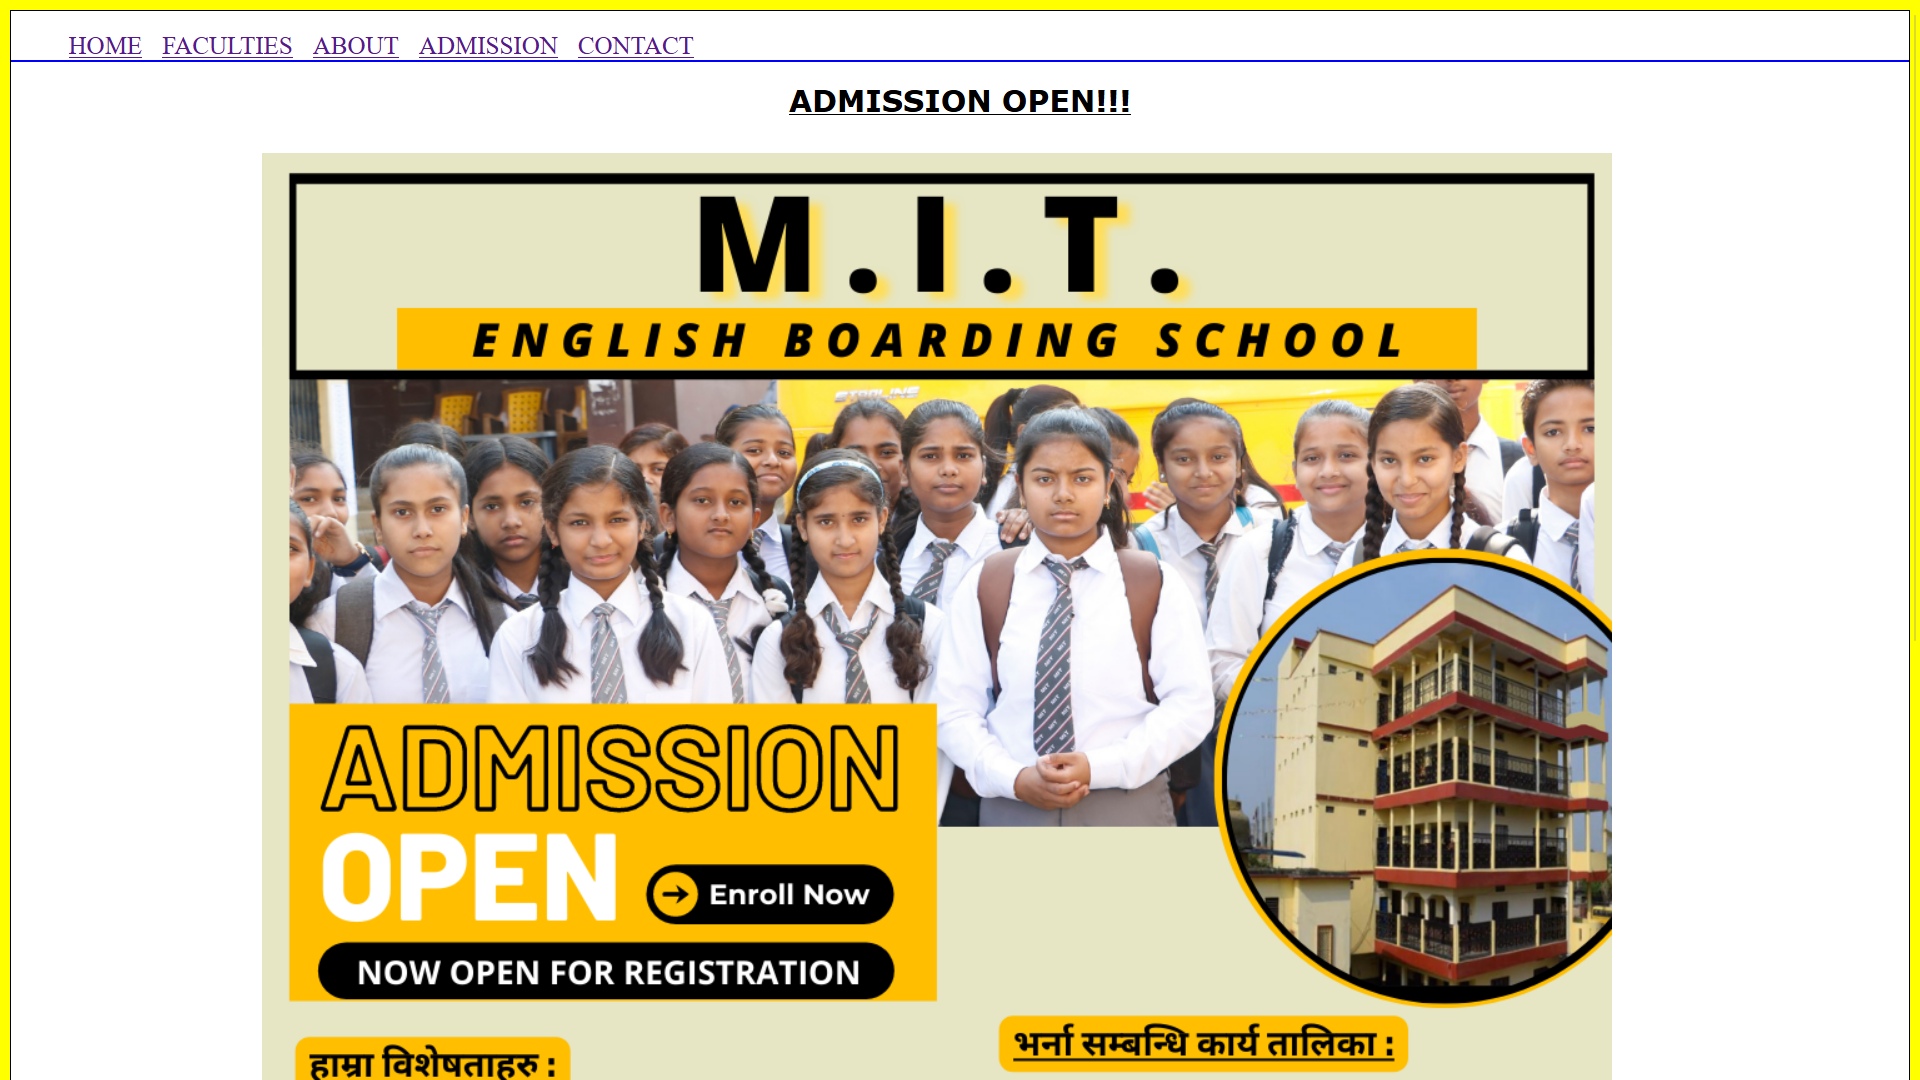 HOME FACULTIES ABOUT ADMISSION CONTACT
ADMISSION OPEN!!!
M.I.T.
ENGLISH BOARDING SCHOOL
STARLINE
ADMISSION
OPEN
Enroll Now
NOW OPEN FOR REGISTRATION
भर्ना सम्बन्धि कार्य तालिका :
हाम्रा विशेषताहरु :